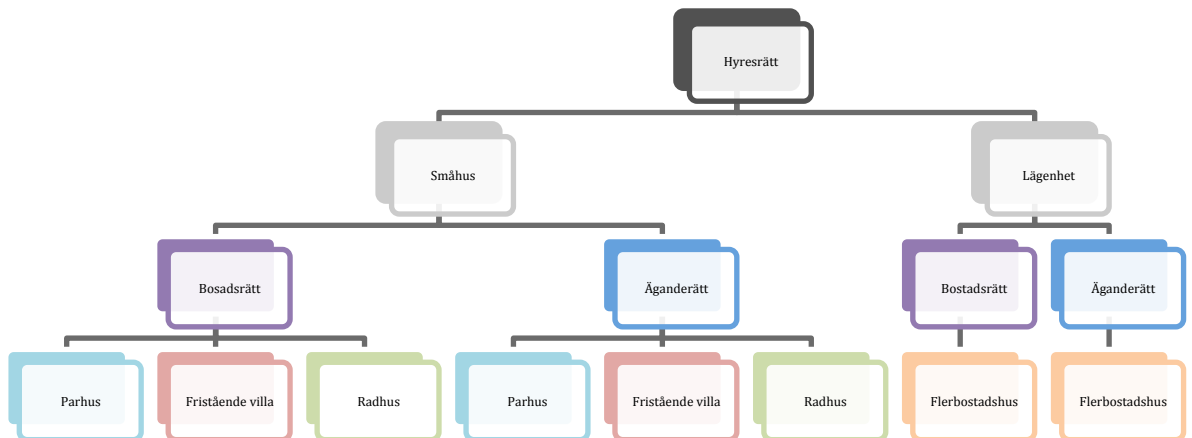 Hyresrätt
Småhus
Lägenhet
Bosadsrätt
Äganderätt
Bostadsrätt
Äganderätt
Parhus
Fristående villa
Radhus
Parhus
Fristående villa
Radhus
Flerbostadshus
Flerbostadshus